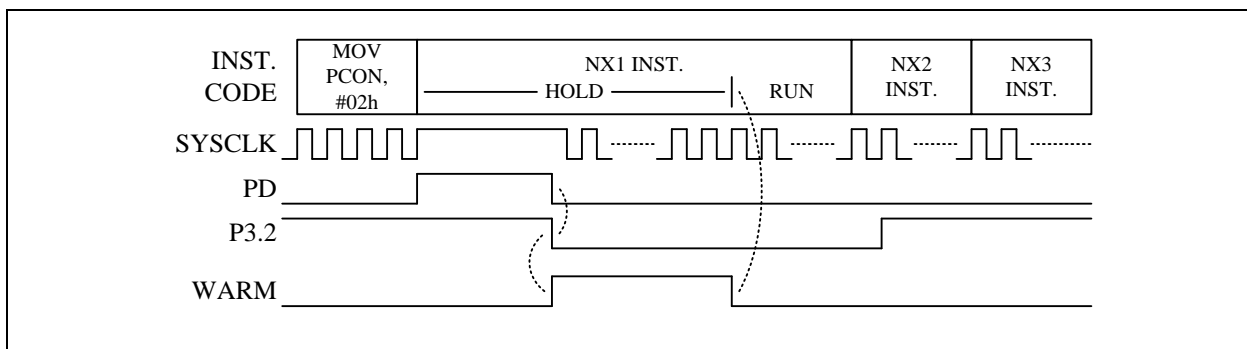 INST.
CODE
MOV
PCON,
#02h
NX1 INST.
HOLD
RUN
NX2
INST.
NX3
INST.
SYSCLK
PD
P3.2
WARM